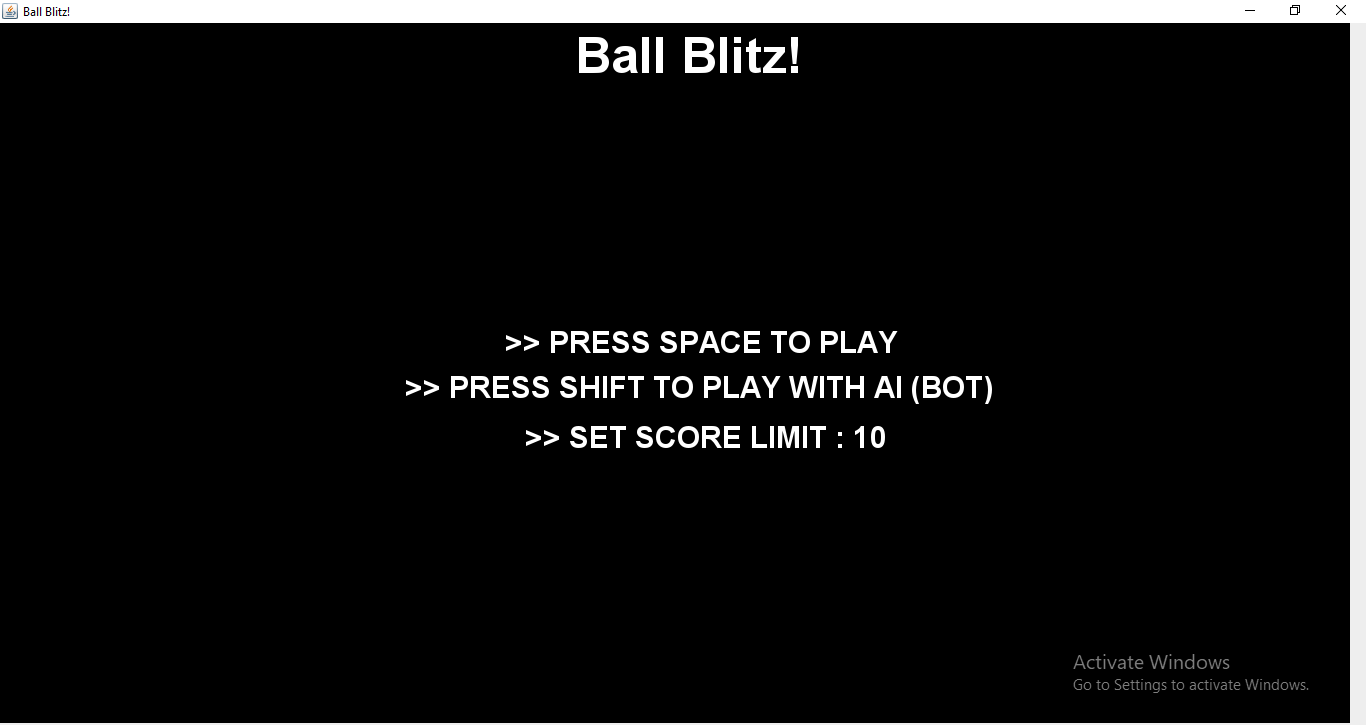 Ball Blitz!
Ball Blitz!
>> PRESS SPACE TO PLAY
>> PRESS SHIFT TO PLAY WITH AI (BOT)
>> SET SCORE LIMIT : 10
Activate Windows
Go to Settings to activate Windows.